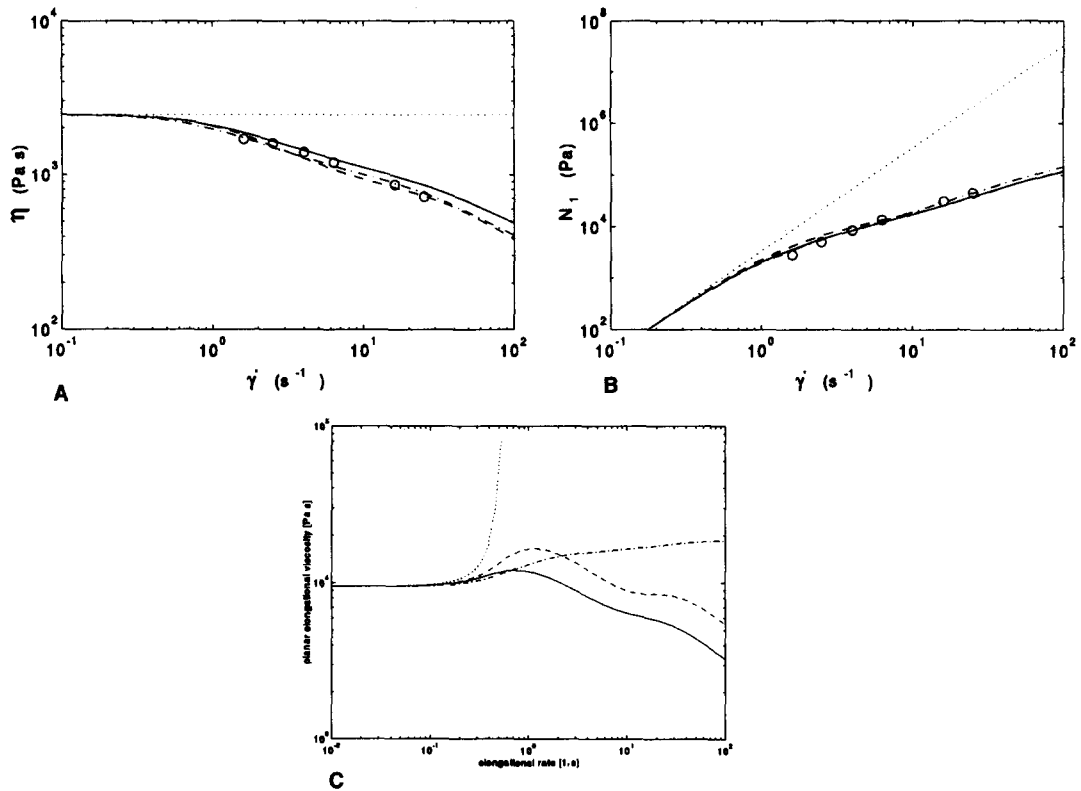 10⁴
10³
10²
η (Pa s)
10⁻¹ 10⁰ 10¹ 10²
γ̇ (s⁻¹)
A
10⁸
10⁶
10⁴
10²
N₁ (Pa)
10⁻¹ 10⁰ 10¹ 10²
γ̇ (s⁻¹)
B
10⁴
planar elongational viscosity [Pa s]
10⁻² 10⁻¹ 10⁰ 10¹ 10²
elongational rate [1/s]
C